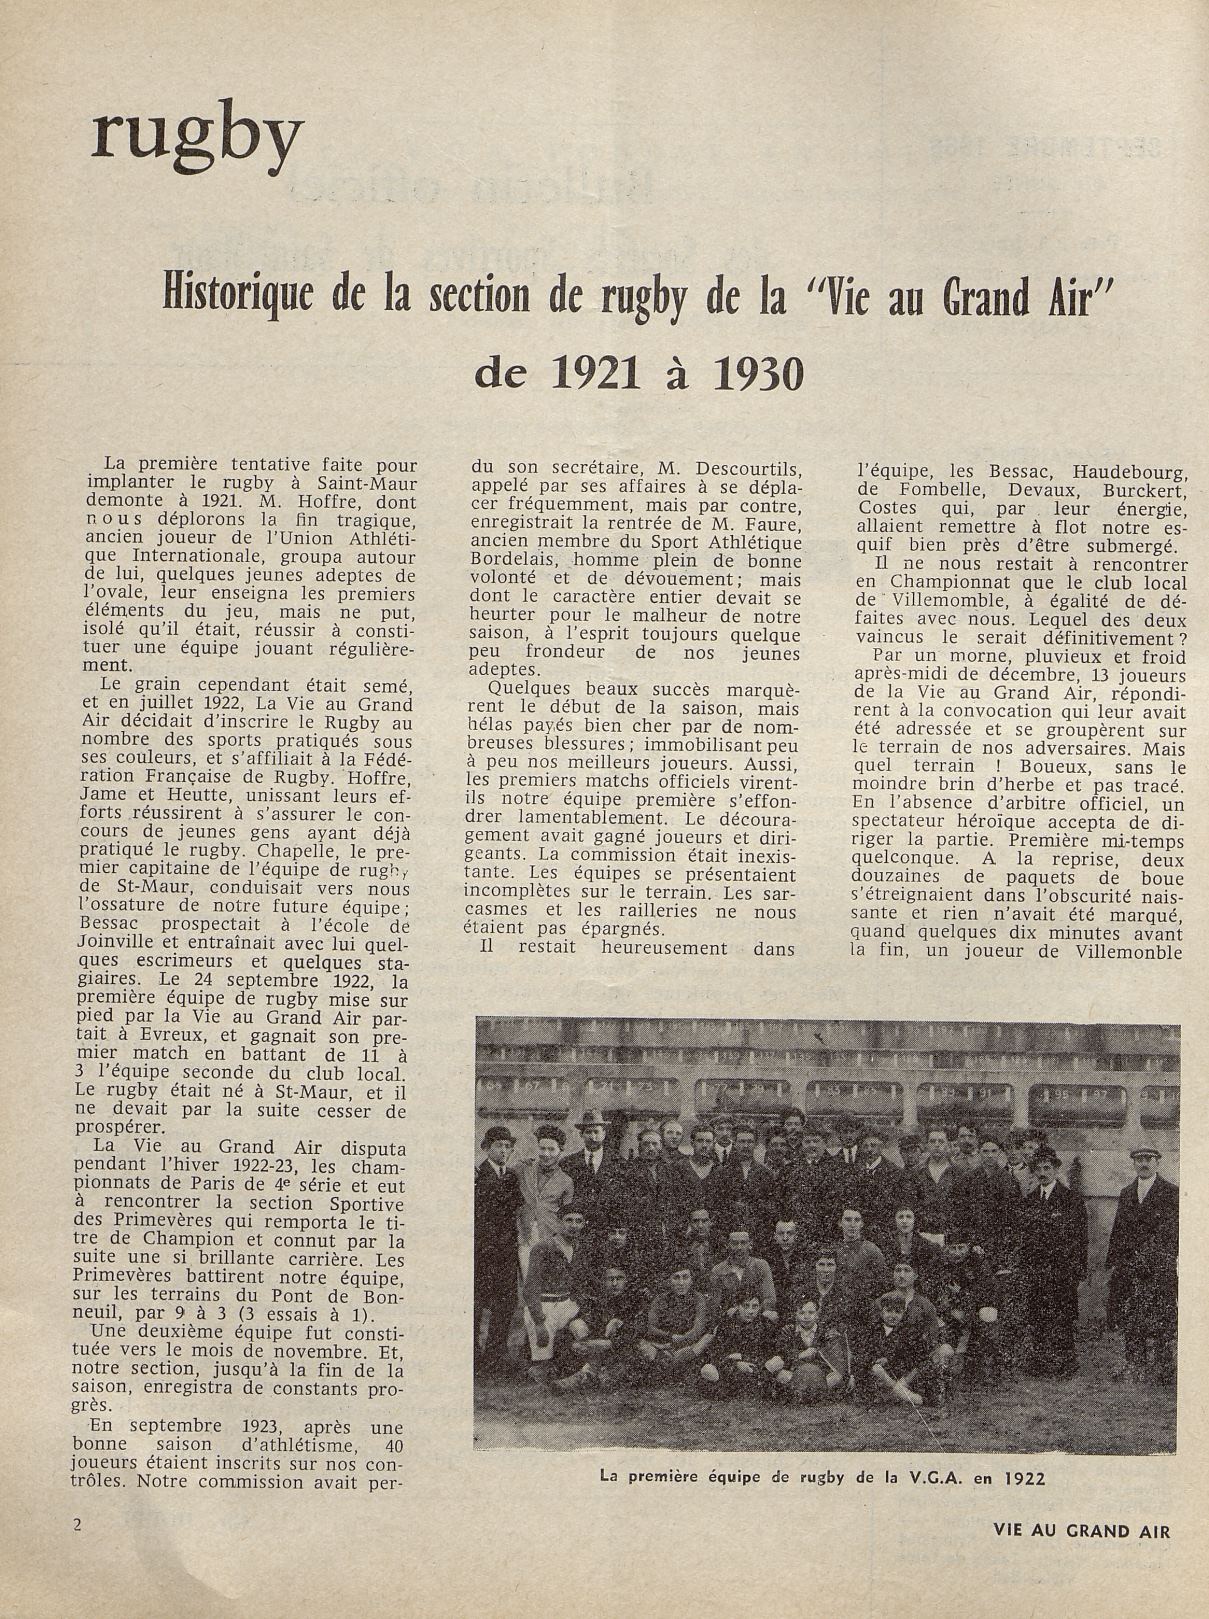 rugby
Historique de la section de rugby de la "Vie au Grand Air"
de 1921 à 1930
La première tentative faite pour
implanter le rugby à Saint-Maur
demonte à 1921. M. Hoffre, dont
nous déplorons la fin tragique,
ancien joueur de l'Union Athléti-
que Internationale, groupa autour
de lui, quelques jeunes adeptes de
l'ovale, leur enseigna les premiers
éléments du jeu, mais ne put,
isolé qu'il était, réussir à consti-
tuer une équipe jouant régulière-
ment.
Le grain cependant était semé,
et en juillet 1922, La Vie au Grand
Air décidait d'inscrire le Rugby au
nombre des sports pratiqués sous
ses couleurs, et s'affiliait à la Fédé-
ration Française de Rugby. Hoffre,
Jame et Heutte, unissant leurs ef-
forts réussirent à s'assurer le con-
cours de jeunes gens ayant déjà
pratiqué le rugby. Chapelle, le pre-
mier capitaine de l'équipe de rugby
de St-Maur, conduisait vers nous
l'ossature de notre future équipe;
Bessac prospectait à l'école de
Joinville et entraînait avec lui quel-
ques escrimeurs et quelques sta-
giaires. Le 24 septembre 1922, la
première équipe de rugby mise sur
pied par la Vie au Grand Air par-
tait à Evreux, et gagnait son pre-
mier match en battant de 11 à
3 l'équipe seconde du club local.
Le rugby était né à St-Maur, et il
ne devait par la suite cesser de
prospérer.
La Vie au Grand Air disputa
pendant l'hiver 1922-23, les cham-
pionnats de Paris de 4e série et eut
à rencontrer la section Sportive
des Primevères qui remporta le ti-
tre de Champion et connut par la
suite une si brillante carrière. Les
Primevères battirent notre équipe,
sur les terrains du Pont de Bon-
neuil, par 9 à 3 (3 essais à 1).
Une deuxième équipe fut consti-
tuée vers le mois de novembre. Et,
notre section, jusqu'à la fin de la
saison, enregistra de constants pro-
grès.
En septembre 1923, après une
bonne saison d'athlétisme, 40
joueurs étaient inscrits sur nos con-
trôles. Notre commission avait per-
du son secrétaire, M. Descourtils,
appelé par ses affaires à se dépla-
cer fréquemment, mais par contre,
enregistrait la rentrée de M. Faure,
ancien membre du Sport Athlétique
Bordelais, homme plein de bonne
volonté et de dévouement; mais
dont le caractère entier devait se
heurter pour le malheur de notre
saison, à l'esprit toujours quelque
peu frondeur de nos jeunes
adeptes.
Quelques beaux succès marquè-
rent le début de la saison, mais
hélas payés bien cher par de nom-
breuses blessures; immobilisant peu
à peu nos meilleurs joueurs. Aussi,
les premiers matchs officiels virent-
ils notre équipe première s'effon-
drer lamentablement. Le découra-
gement avait gagné joueurs et diri-
geants. La commission était inexis-
tante. Les équipes se présentaient
incomplètes sur le terrain. Les sar-
casmes et les railleries ne nous
étaient pas épargnés.
Il restait heureusement dans
l'équipe, les Bessac, Haudebourg,
de Fombelle, Devaux, Burckert,
Costes qui, par leur énergie,
allaient remettre à flot notre es-
quif bien près d'être submergé.
Il ne nous restait à rencontrer
en Championnat que le club local
de Villemomble, à égalité de dé-
faites avec nous. Lequel des deux
vaincus le serait définitivement?
Par un morne, pluvieux et froid
après-midi de décembre, 13 joueurs
de la Vie au Grand Air, répondi-
rent à la convocation qui leur avait
été adressée et se groupèrent sur
le terrain de nos adversaires. Mais
quel terrain ! Boueux, sans le
moindre brin d'herbe et pas tracé.
En l'absence d'arbitre officiel, un
spectateur héroïque accepta de di-
riger la partie. Première mi-temps
quelconque. A la reprise, deux
douzaines de paquets de boue
s'étreignaient dans l'obscurité nais-
sante et rien n'avait été marqué,
quand quelques dix minutes avant
la fin, un joueur de Villemonble
La première équipe de rugby de la V.G.A. en 1922
2
VIE AU GRAND AIR